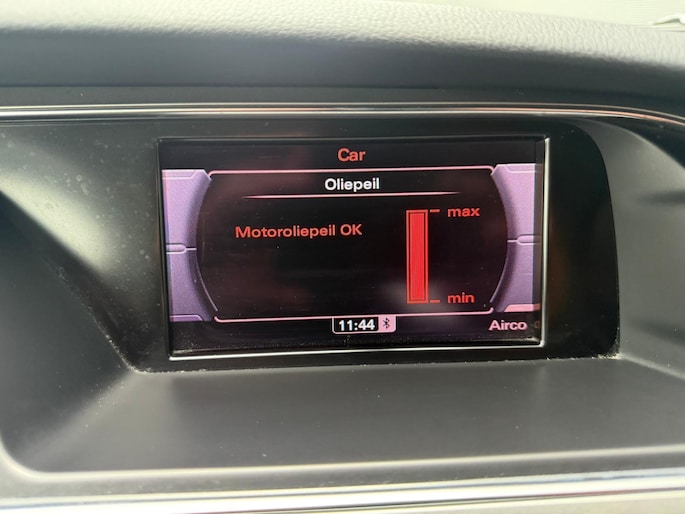 Car
Oliepeil
max
Motoroliepeil OK
min
11:44
Airco